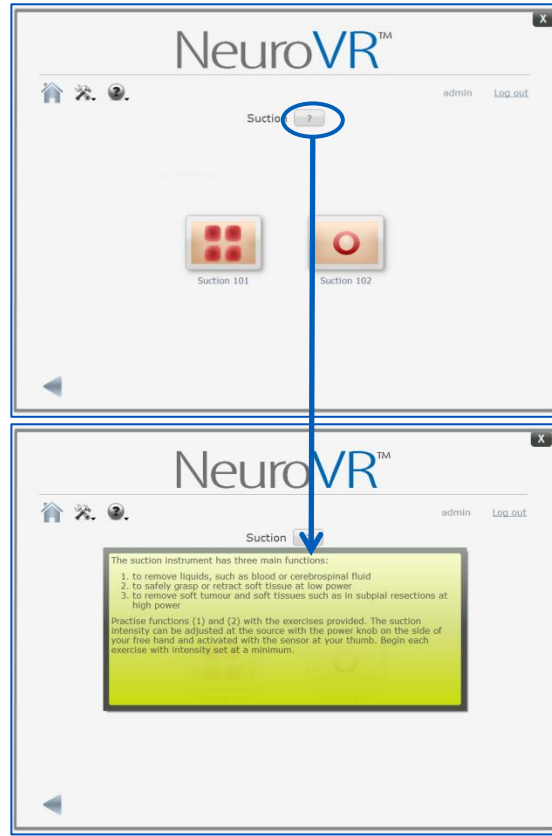 X
NeuroVR™
admin Log out
Suction ?
Suction 101 Suction 102
X
NeuroVR™
admin Log out
Suction
The suction instrument has three main functions:
1. to remove liquids, such as blood or cerebrospinal fluid
2. to safely grasp or retract soft tissue at low power
3. to remove soft tumour and soft tissues such as in subpial resections at
high power
Practise functions (1) and (2) with the exercises provided. The suction
intensity can be adjusted at the source with the power knob on the side of
your free hand and activated with the sensor at your thumb. Begin each
exercise with intensity set at a minimum.